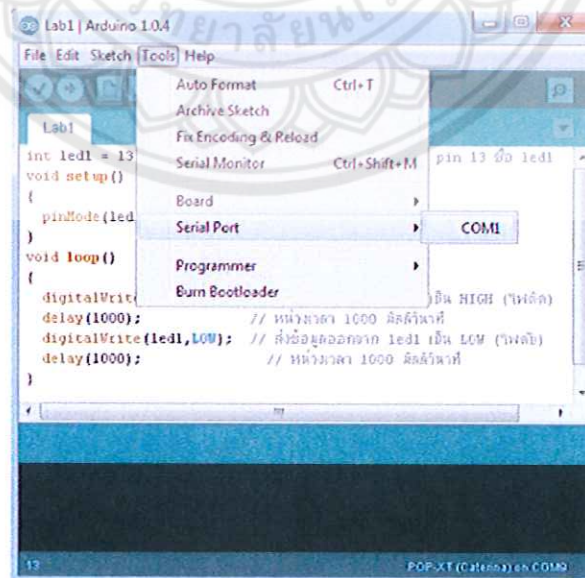 Lab1 | Arduino 1.0.4
File Edit Sketch Tools Help
Auto Format Ctrl+T
Archive Sketch
Fix Encoding & Reload
Serial Monitor Ctrl+Shift+M
Board
Serial Port COM1
Programmer
Burn Bootloader
Lab1
int led1 = 13 pin 13 ชื่อ led1
void setup()
{
pinMode(led
}
void loop()
{
digitalWrite เป็น HIGH (ไฟติด)
delay(1000); // หน่วงเวลา 1000 มิลลิวินาที
digitalWrite(led1,LOW); // ส่งข้อมูลออกจาก led1 เป็น LOW (ไฟดับ)
delay(1000); // หน่วงเวลา 1000 มิลลิวินาที
}
13 POP-XT (Caterina) on COM9